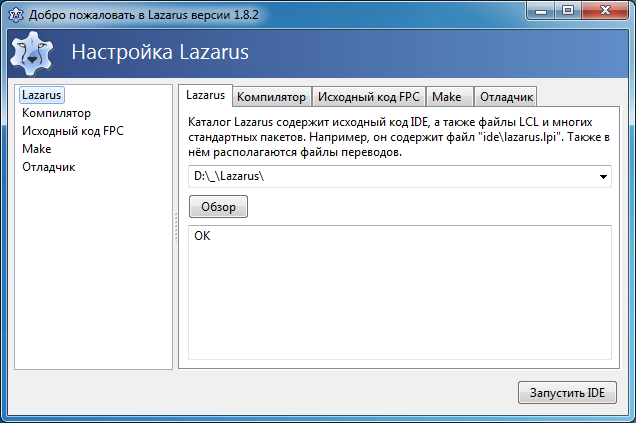 Добро пожаловать в Lazarus версии 1.8.2
Настройка Lazarus
Lazarus
Компилятор
Исходный код FPC
Make
Отладчик
Lazarus Компилятор Исходный код FPC Make Отладчик
Каталог Lazarus содержит исходный код IDE, а также файлы LCL и многих
стандартных пакетов. Например, он содержит файл "ide\lazarus.lpi". Также в
нём располагаются файлы переводов.
D:\_\Lazarus\
Обзор
OK
Запустить IDE